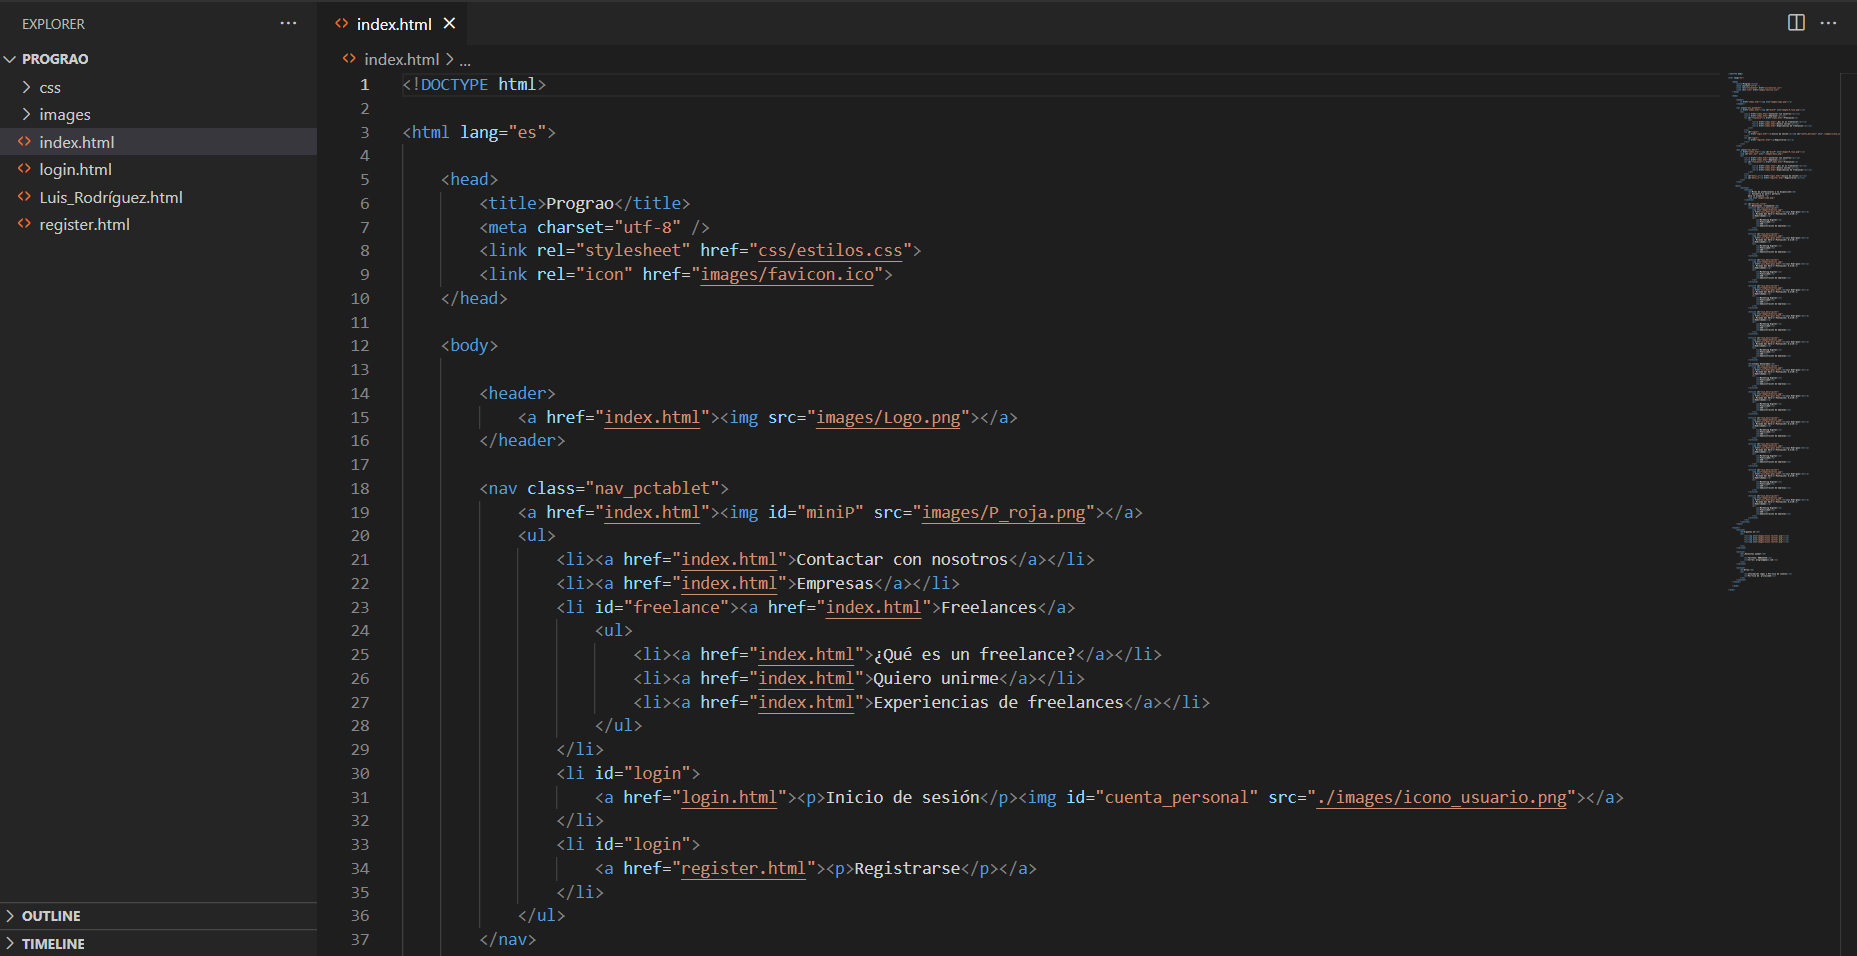 EXPLORER
PROGRAO
css
images
index.html
login.html
Luis_Rodríguez.html
register.html
OUTLINE
TIMELINE
index.html
index.html > ...
1 <!DOCTYPE html>
2
3 <html lang="es">
4
5 <head>
6 <title>Prograo</title>
7 <meta charset="utf-8" />
8 <link rel="stylesheet" href="css/estilos.css">
9 <link rel="icon" href="images/favicon.ico">
10 </head>
11
12 <body>
13
14 <header>
15 <a href="index.html"><img src="images/Logo.png"></a>
16 </header>
17
18 <nav class="nav_pctablet">
19 <a href="index.html"><img id="miniP" src="images/P_roja.png"></a>
20 <ul>
21 <li><a href="index.html">Contactar con nosotros</a></li>
22 <li><a href="index.html">Empresas</a></li>
23 <li id="freelance"><a href="index.html">Freelances</a>
24 <ul>
25 <li><a href="index.html">¿Qué es un freelance?</a></li>
26 <li><a href="index.html">Quiero unirme</a></li>
27 <li><a href="index.html">Experiencias de freelances</a></li>
28 </ul>
29 </li>
30 <li id="login">
31 <a href="login.html"><p>Inicio de sesión</p><img id="cuenta_personal" src="./images/icono_usuario.png"></a>
32 </li>
33 <li id="login">
34 <a href="register.html"><p>Registrarse</p></a>
35 </li>
36 </ul>
37 </nav>